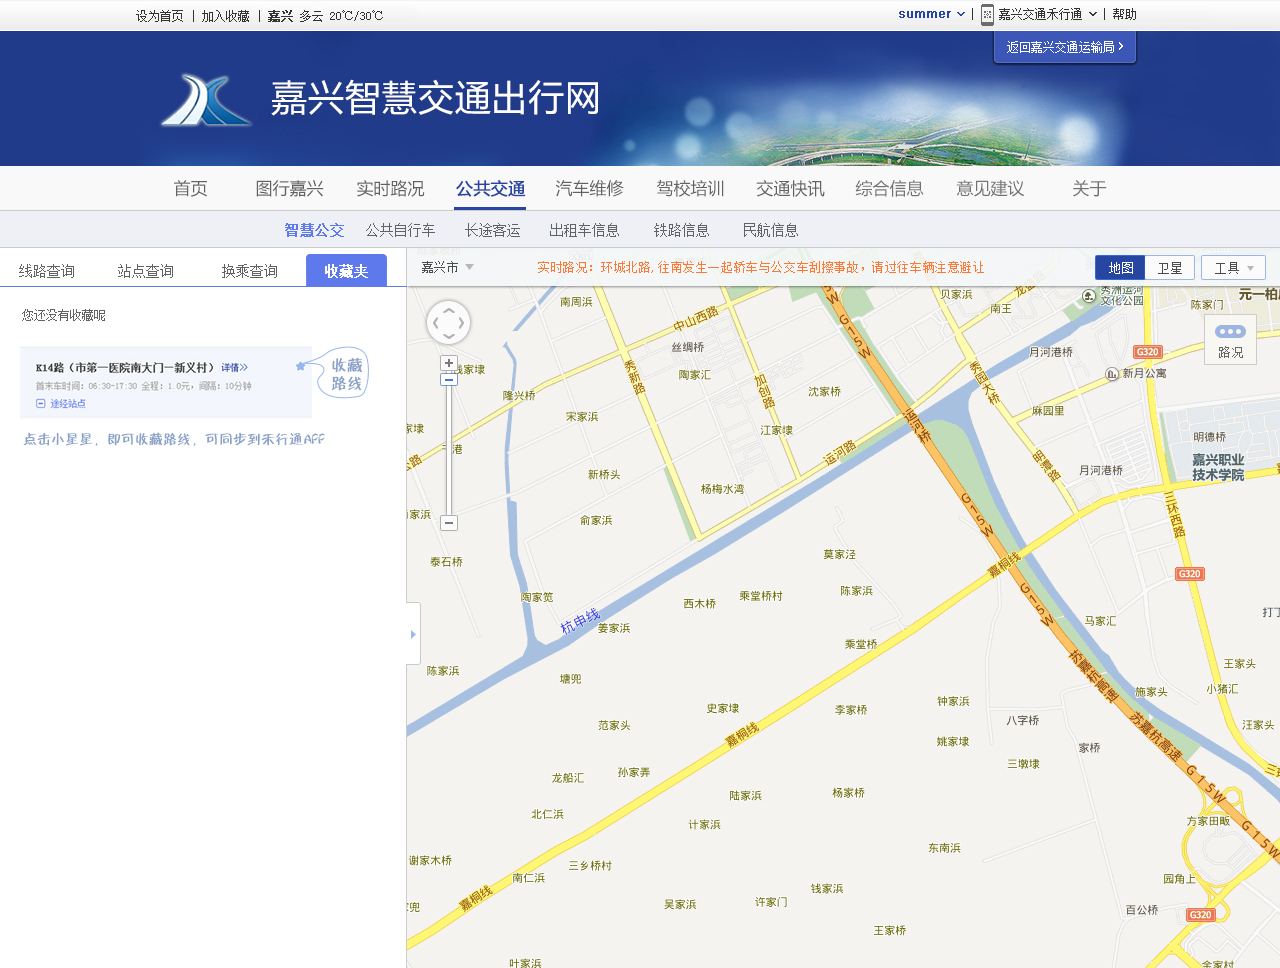 设为首页 | 加入收藏 | 嘉兴 多云 20℃/30℃
summer | 嘉兴交通禾行通 | 帮助
返回嘉兴交通运输局
嘉兴智慧交通出行网
首页 图行嘉兴 实时路况 公共交通 汽车维修 驾校培训 交通快讯 综合信息 意见建议 关于
智慧公交 公共自行车 长途客运 出租车信息 铁路信息 民航信息
线路查询 站点查询 换乘查询 收藏夹
嘉兴市
实时路况：环城北路, 往南发生一起轿车与公交车刮擦事故，请过往车辆注意避让
地图 卫星 工具
您还没有收藏呢
K14路（市第一医院南大门—新义村） 详情
首末车时间：06:30-17:30 全程：1.0元，间隔：10分钟
途经站点
收藏
路线
点击小星星，即可收藏路线，可同步到禾行通APP
路况
南周浜
中山西路
G15W
贝家浜
南王
秀洲运河
文化公园
陈家门
元一柏
丝绸桥
月河港桥
G320
新月公寓
钱家埭
秀新路
陶家汇
加创路
沈家桥
秀园大桥
隆兴桥
宋家浜
麻园里
江家埭
运河桥
运河路
明德桥
嘉兴职业
技术学院
明景路
月河港桥
新桥头
杨梅水湾
G15W
三环西路
俞家浜
莫家泾
嘉桐线
泰石桥
G320
陶家笕
西木桥
乘堂桥村
陈家浜
G15W
杭申线
姜家浜
马家汇
乘堂桥
苏嘉杭高速
王家头
陈家浜
塘兜
施家头
小猪汇
史家埭
李家桥
钟家浜
范家头
八字桥
苏嘉杭高速
汪家头
嘉桐线
姚家埭
家桥
龙船汇
孙家弄
三墩埭
G15W
陆家浜
杨家桥
北仁浜
计家浜
方家田畈
G15W
东南浜
谢家木桥
三乡桥村
南仁浜
园角上
嘉桐线
钱家浜
吴家浜
许家门
百公桥
G320
王家桥
叶家浜
金家村